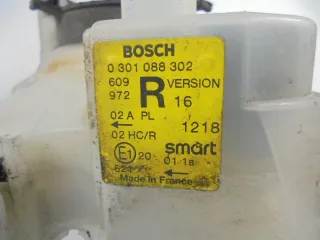 BOSCH
0 301 088 302
609 VERSION
972 R 16
02 A PL
02 HC/R 1218
E1 20 smart
01 1a
Made in France